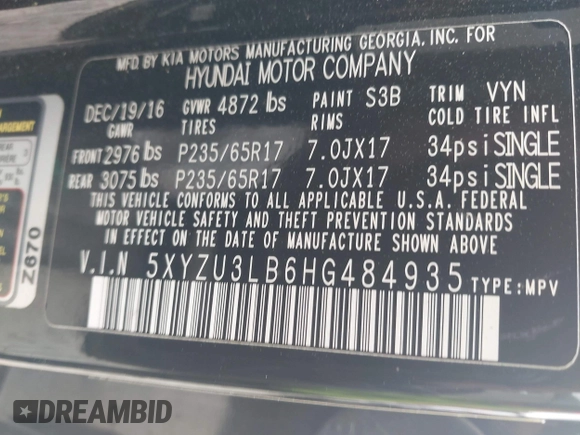 MFD BY KIA MOTORS MANUFACTURING GEORGIA, INC. FOR
HYUNDAI MOTOR COMPANY
DEC/19/16 GVWR 4872 lbs PAINT S3B TRIM VYN
GAWR TIRES RIMS COLD TIRE INFL
FRONT 2976 lbs P235/65R17 7.0JX17 34psi SINGLE
REAR 3075 lbs P235/65R17 7.0JX17 34psi SINGLE
THIS VEHICLE CONFORMS TO ALL APPLICABLE U.S.A. FEDERAL
MOTOR VEHICLE SAFETY AND THEFT PREVENTION STANDARDS
IN EFFECT ON THE DATE OF MANUFACTURE SHOWN ABOVE.
V.I.N 5XYZU3LB6HG484935 TYPE:MPV
Z670
DREAMBID